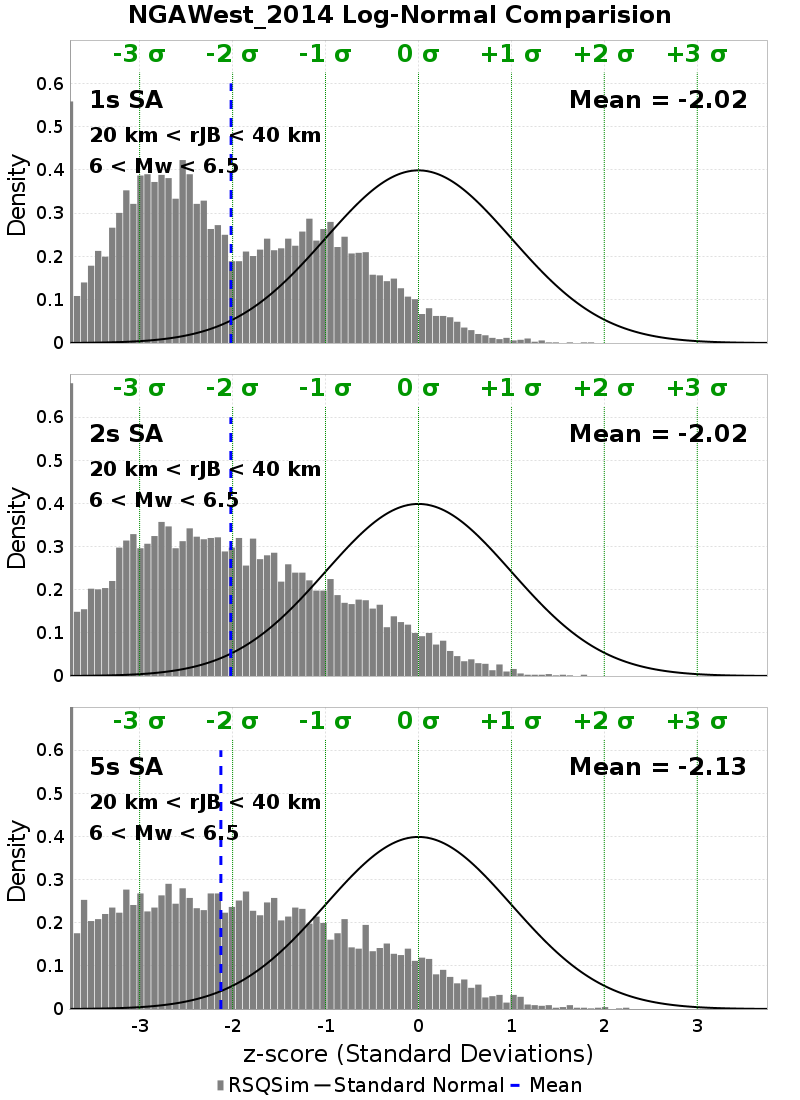 NGAWest_2014 Log-Normal Comparision
-3 σ -2 σ -1 σ 0 σ +1 σ +2 σ +3 σ
1s SA Mean = -2.02
20 km < rJB < 40 km
6 < Mw < 6.5
0.6
0.5
0.4
0.3
0.2
0.1
0
Density
-3 σ -2 σ -1 σ 0 σ +1 σ +2 σ +3 σ
2s SA Mean = -2.02
20 km < rJB < 40 km
6 < Mw < 6.5
0.6
0.5
0.4
0.3
0.2
0.1
0
Density
-3 σ -2 σ -1 σ 0 σ +1 σ +2 σ +3 σ
5s SA Mean = -2.13
20 km < rJB < 40 km
6 < Mw < 6.5
0.6
0.5
0.4
0.3
0.2
0.1
0
Density
-3 -2 -1 0 1 2 3
z-score (Standard Deviations)
RSQSim Standard Normal Mean